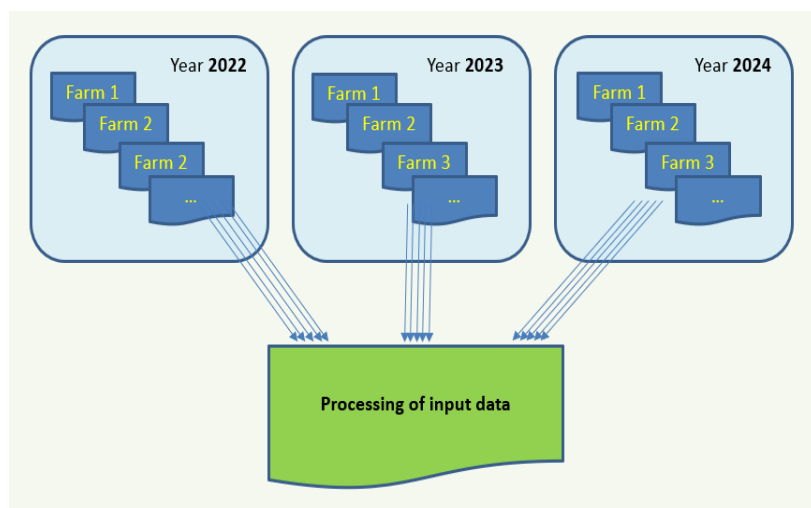 Year 2022
Farm 1
Farm 2
Farm 2
...
Year 2023
Farm 1
Farm 2
Farm 3
...
Year 2024
Farm 1
Farm 2
Farm 3
...
Processing of input data